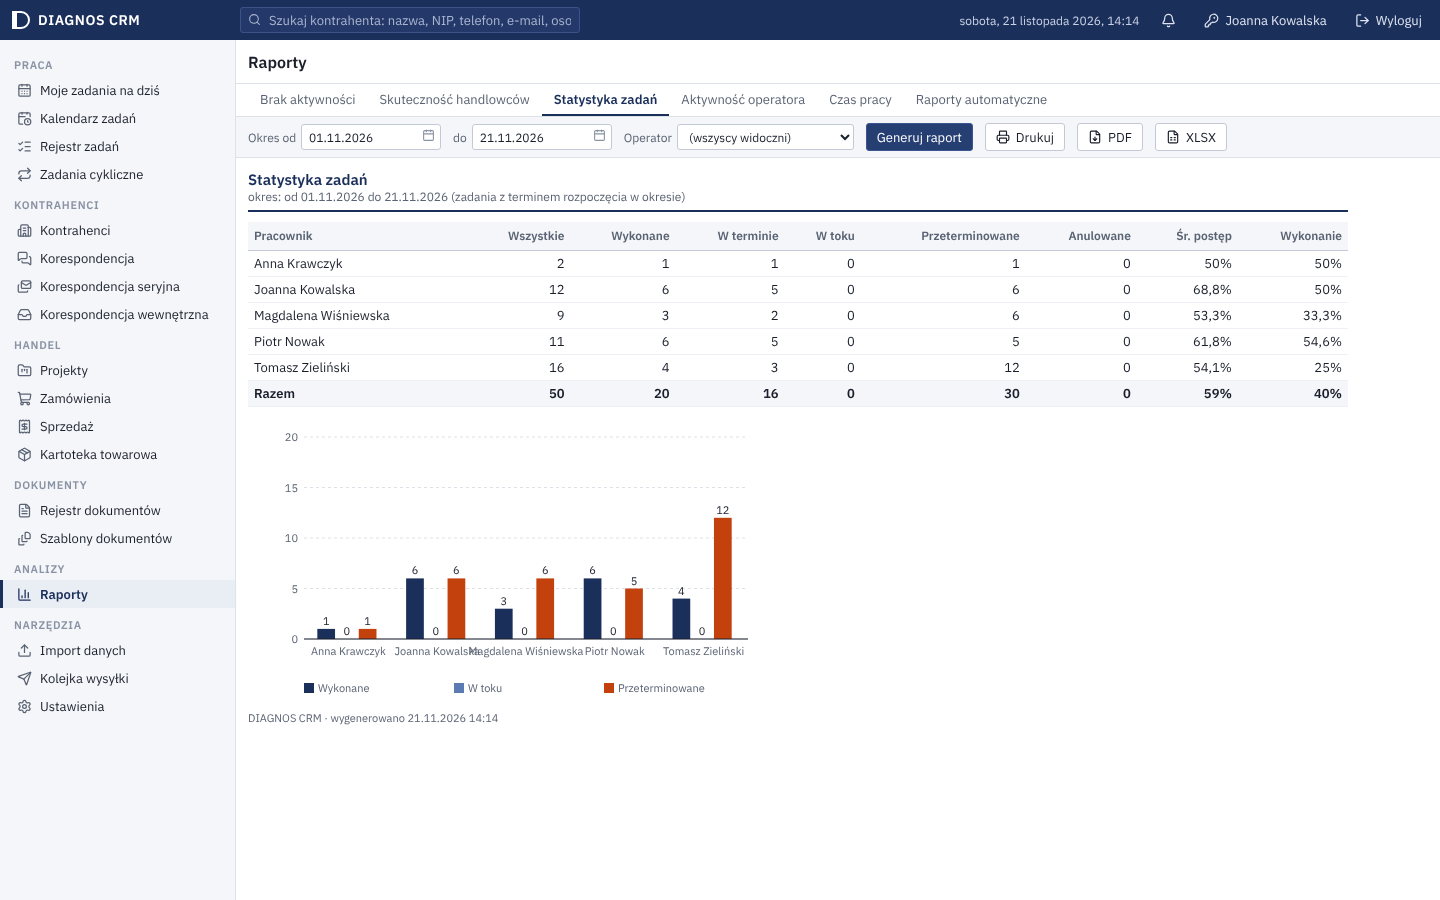 DIAGNOS CRM
Szukaj kontrahenta: nazwa, NIP, telefon, e-mail, oso
sobota, 21 listopada 2026, 14:14
Joanna Kowalska
Wyloguj
PRACA
Moje zadania na dziś
Kalendarz zadań
Rejestr zadań
Zadania cykliczne
KONTRAHENCI
Kontrahenci
Korespondencja
Korespondencja seryjna
Korespondencja wewnętrzna
HANDEL
Projekty
Zamówienia
Sprzedaż
Kartoteka towarowa
DOKUMENTY
Rejestr dokumentów
Szablony dokumentów
ANALIZY
Raporty
NARZĘDZIA
Import danych
Kolejka wysyłki
Ustawienia
Raporty
Brak aktywności Skuteczność handlowców Statystyka zadań Aktywność operatora Czas pracy Raporty automatyczne
Okres od 01.11.2026 do 21.11.2026 Operator (wszyscy widoczni) Generuj raport Drukuj PDF XLSX
Statystyka zadań
okres: od 01.11.2026 do 21.11.2026 (zadania z terminem rozpoczęcia w okresie)
Pracownik Wszystkie Wykonane W terminie W toku Przeterminowane Anulowane Śr. postęp Wykonanie
Anna Krawczyk 2 1 1 0 1 0 50% 50%
Joanna Kowalska 12 6 5 0 6 0 68,8% 50%
Magdalena Wiśniewska 9 3 2 0 6 0 53,3% 33,3%
Piotr Nowak 11 6 5 0 5 0 61,8% 54,6%
Tomasz Zieliński 16 4 3 0 12 0 54,1% 25%
Razem 50 20 16 0 30 0 59% 40%
20
15
10
5
0
1 0 1 6 0 6 3 0 6 6 0 5 4 0 12
Anna Krawczyk Joanna Kowalska Magdalena Wiśniewska Piotr Nowak Tomasz Zieliński
Wykonane W toku Przeterminowane
DIAGNOS CRM · wygenerowano 21.11.2026 14:14